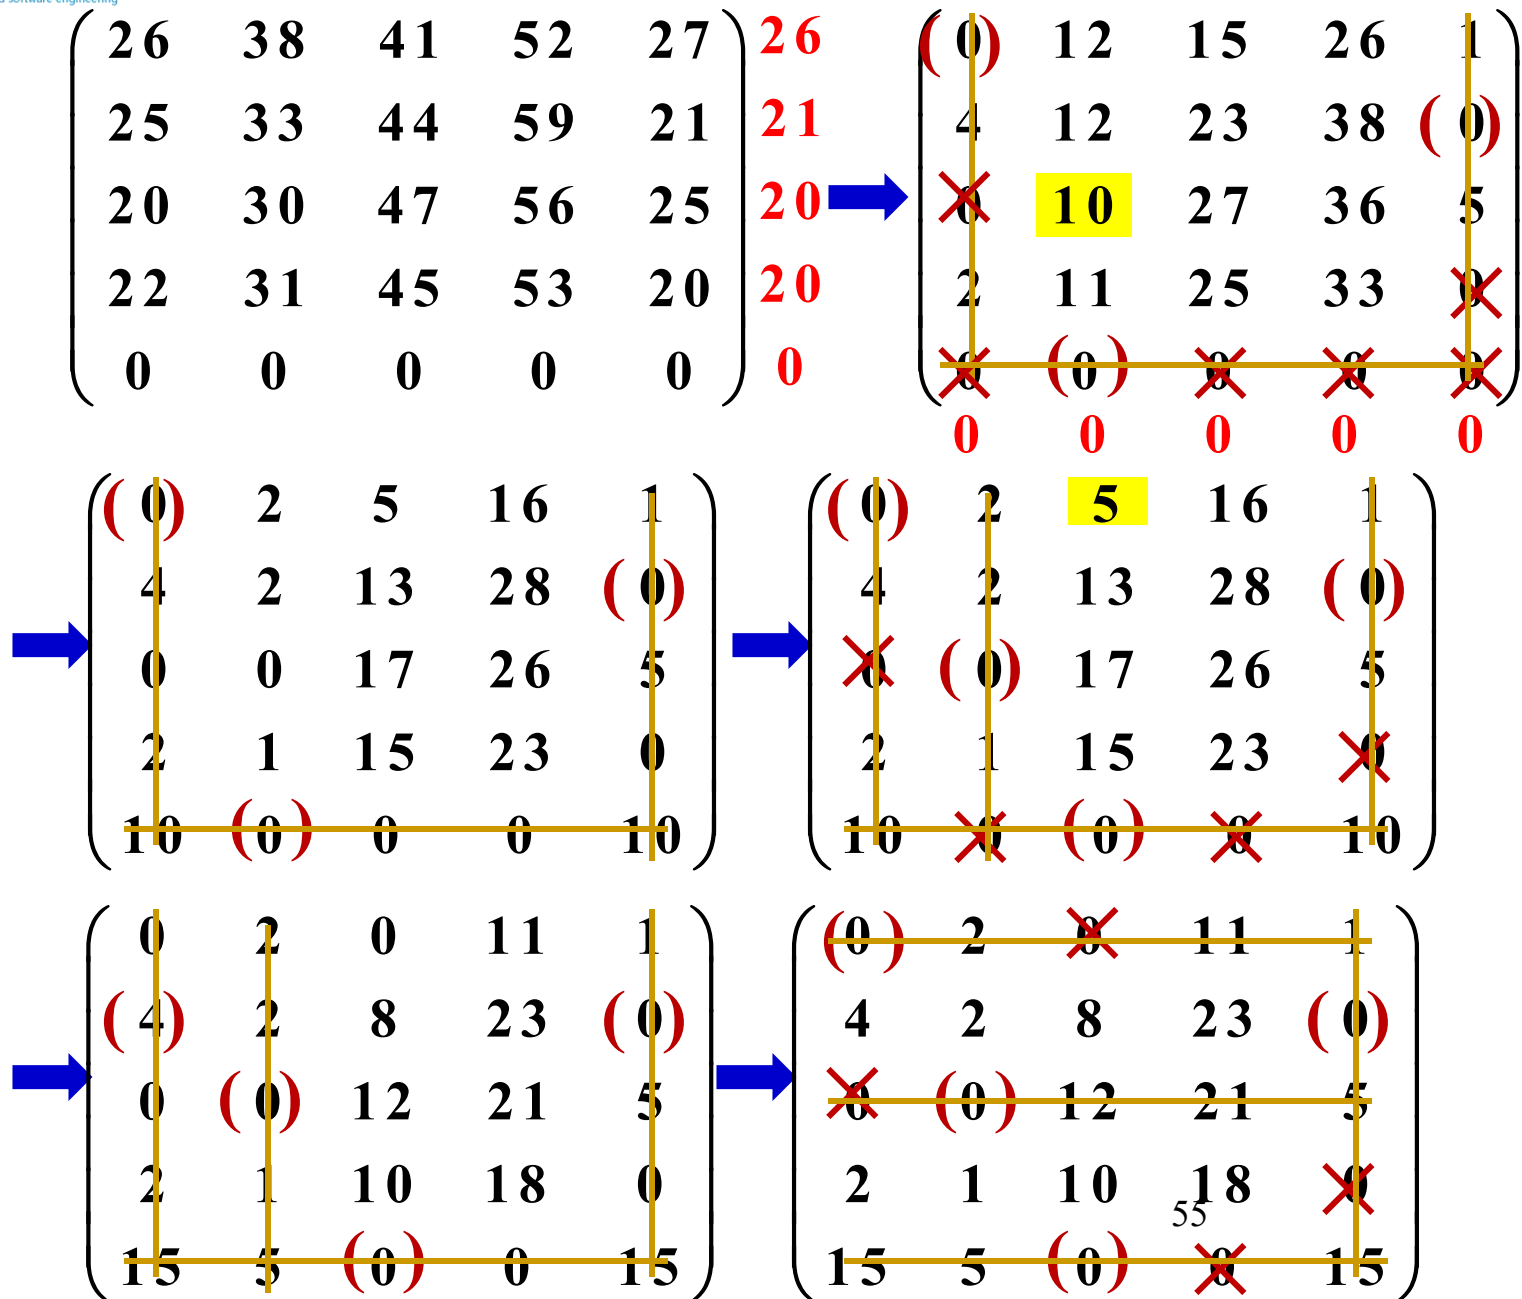 a software engineering
26 38 41 52 27 26
25 33 44 59 21 21
20 30 47 56 25 20
22 31 45 53 20 20
0 0 0 0 0 0
(0) 12 15 26 1
4 12 23 38 (0)
0 10 27 36 5
2 11 25 33 0
0 (0) 0 0 0
0 0 0 0 0
(0) 2 5 16 1
4 2 13 28 (0)
0 0 17 26 5
2 1 15 23 0
10 (0) 0 0 10
(0) 2 5 16 1
4 2 13 28 (0)
0 (0) 17 26 5
2 1 15 23 0
10 0 (0) 0 10
0 2 0 11 1
(4) 2 8 23 (0)
0 (0) 12 21 5
2 1 10 18 0
15 5 (0) 0 15
(0) 2 0 11 1
4 2 8 23 (0)
0 (0) 12 21 5
2 1 10 18 0
55
15 5 (0) 0 15